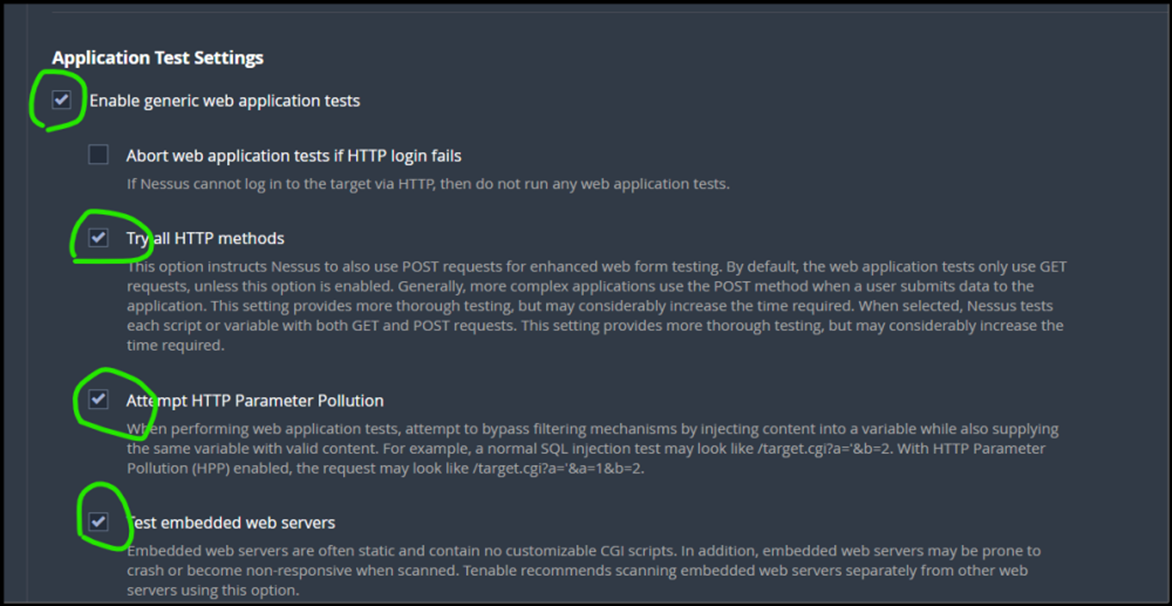 Application Test Settings
Enable generic web application tests
Abort web application tests if HTTP login fails
If Nessus cannot log in to the target via HTTP, then do not run any web application tests.
Try all HTTP methods
This option instructs Nessus to also use POST requests for enhanced web form testing. By default, the web application tests only use GET
requests, unless this option is enabled. Generally, more complex applications use the POST method when a user submits data to the
application. This setting provides more thorough testing, but may considerably increase the time required. When selected, Nessus tests
each script or variable with both GET and POST requests. This setting provides more thorough testing, but may considerably increase the
time required.
Attempt HTTP Parameter Pollution
When performing web application tests, attempt to bypass filtering mechanisms by injecting content into a variable while also supplying
the same variable with valid content. For example, a normal SQL injection test may look like /target.cgi?a='&b=2. With HTTP Parameter
Pollution (HPP) enabled, the request may look like /target.cgi?a='&a=1&b=2.
Test embedded web servers
Embedded web servers are often static and contain no customizable CGI scripts. In addition, embedded web servers may be prone to
crash or become non-responsive when scanned. Tenable recommends scanning embedded web servers separately from other web
servers using this option.